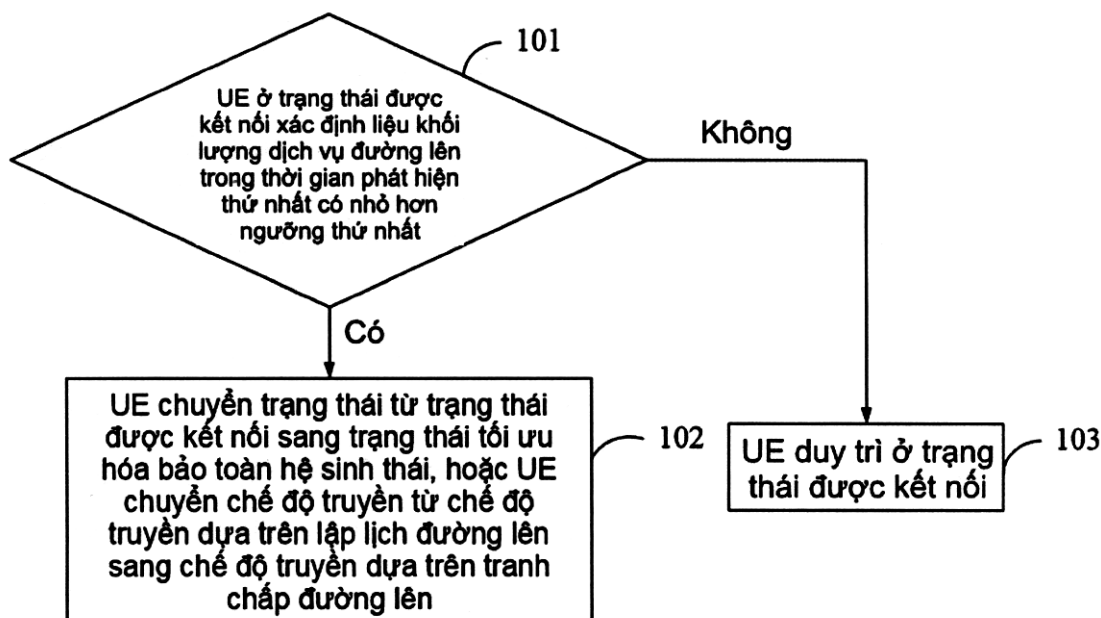 101
UE ở trạng thái được
kết nối xác định liệu khối
lượng dịch vụ đường lên
trong thời gian phát hiện
thứ nhất có nhỏ hơn
ngưỡng thứ nhất
Không
Có
UE chuyển trạng thái từ trạng thái
được kết nối sang trạng thái tối ưu
hóa bảo toàn hệ sinh thái, hoặc UE
chuyển chế độ truyền từ chế độ
truyền dựa trên lập lịch đường lên
sang chế độ truyền dựa trên tranh
chấp đường lên
102
UE duy trì ở trạng
thái được kết nối
103